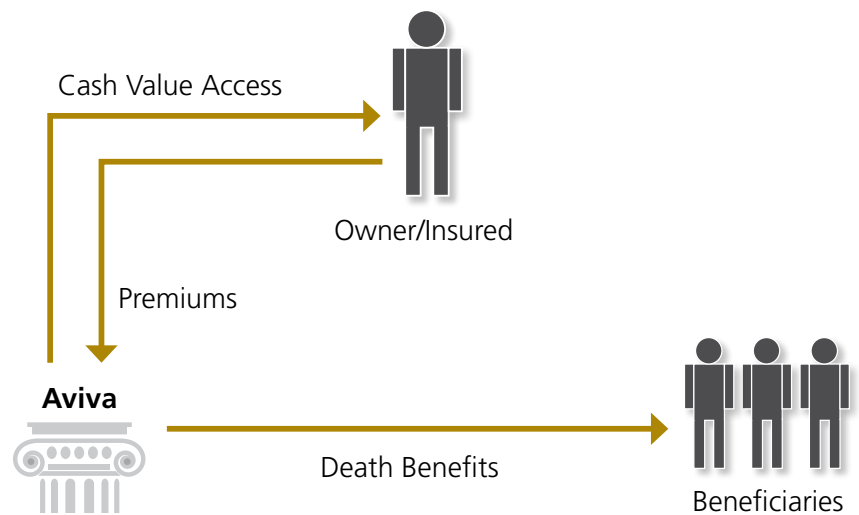 Cash Value Access
Owner/Insured
Premiums
Aviva
Death Benefits
Beneficiaries